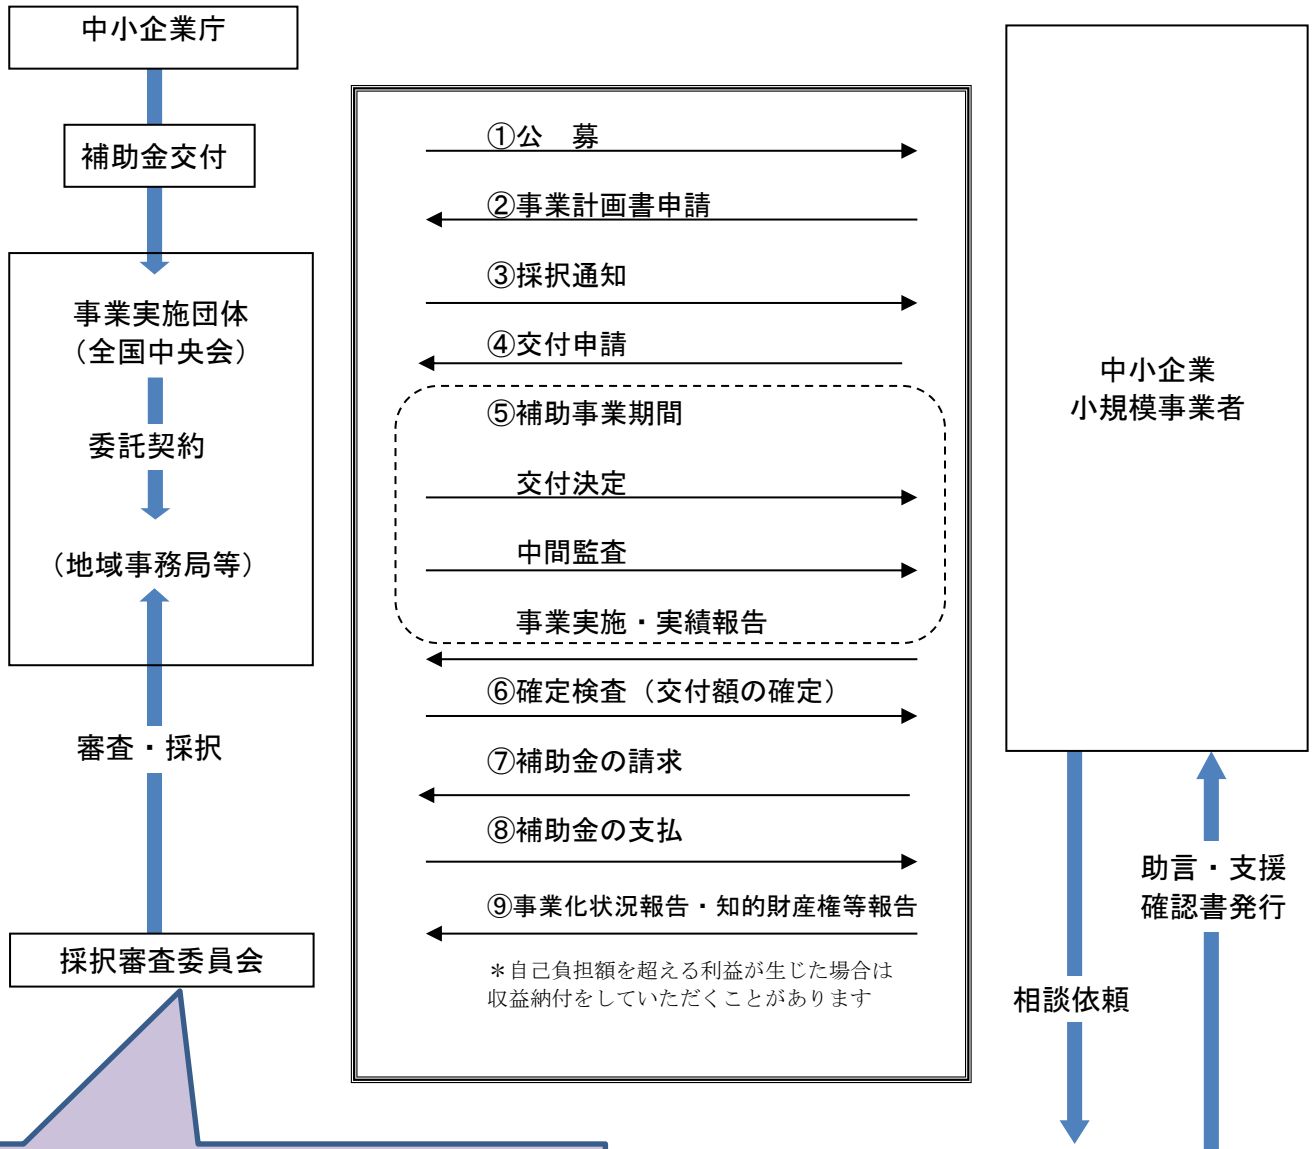 中小企業庁
補助金交付
事業実施団体
（全国中央会）
委託契約
（地域事務局等）
審査・採択
採択審査委員会
①公　募
②事業計画書申請
③採択通知
④交付申請
⑤補助事業期間
交付決定
中間監査
事業実施・実績報告
⑥確定検査（交付額の確定）
⑦補助金の請求
⑧補助金の支払
⑨事業化状況報告・知的財産権等報告
＊自己負担額を超える利益が生じた場合は
収益納付をしていただくことがあります
中小企業
小規模事業者
助言・支援
確認書発行
相談依頼